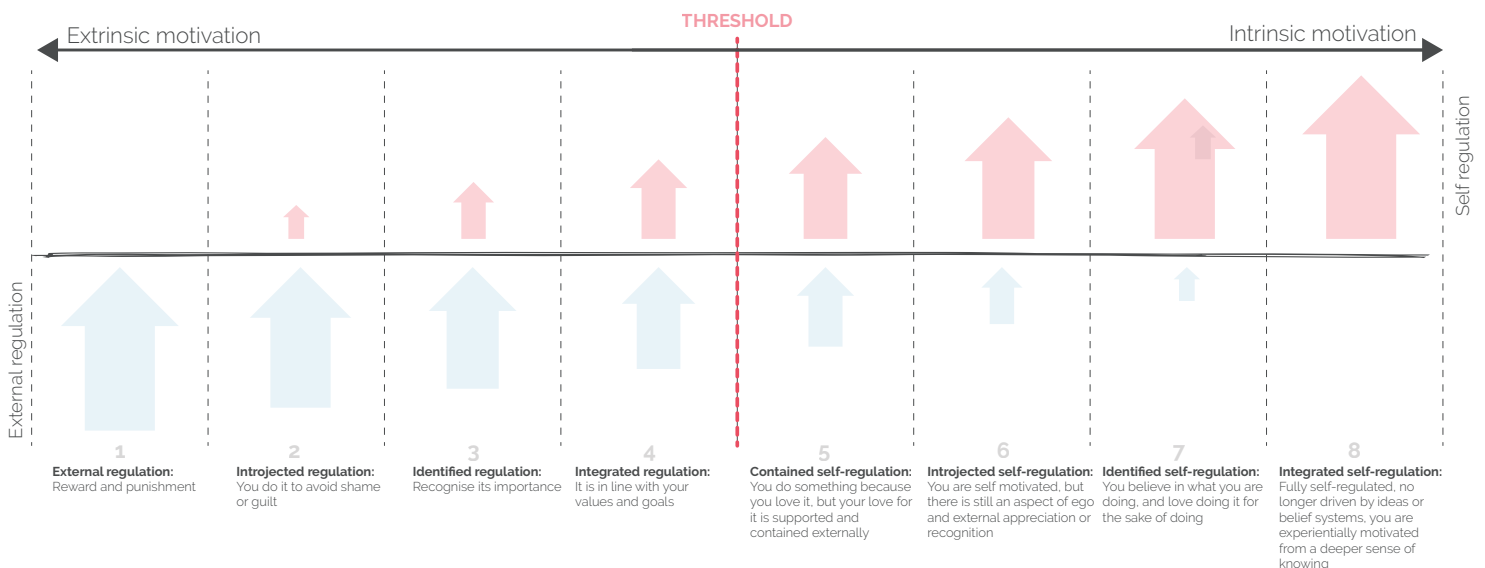 THRESHOLD
Extrinsic motivation
Intrinsic motivation
Self regulation
External regulation
1
External regulation:
Reward and punishment
2
Introjected regulation:
You do it to avoid shame
or guilt
3
Identified regulation:
Recognise its importance
4
Integrated regulation:
It is in line with your
values and goals
5
Contained self-regulation:
You do something because
you love it, but your love for
it is supported and
contained externally
6
Introjected self-regulation:
You are self motivated, but
there is still an aspect of ego
and external appreciation or
recognition
7
Identified self-regulation:
You believe in what you are
doing, and love doing it for
the sake of doing
8
Integrated self-regulation:
Fully self-regulated, no
longer driven by ideas or
belief systems, you are
experientially motivated
from a deeper sense of
knowing